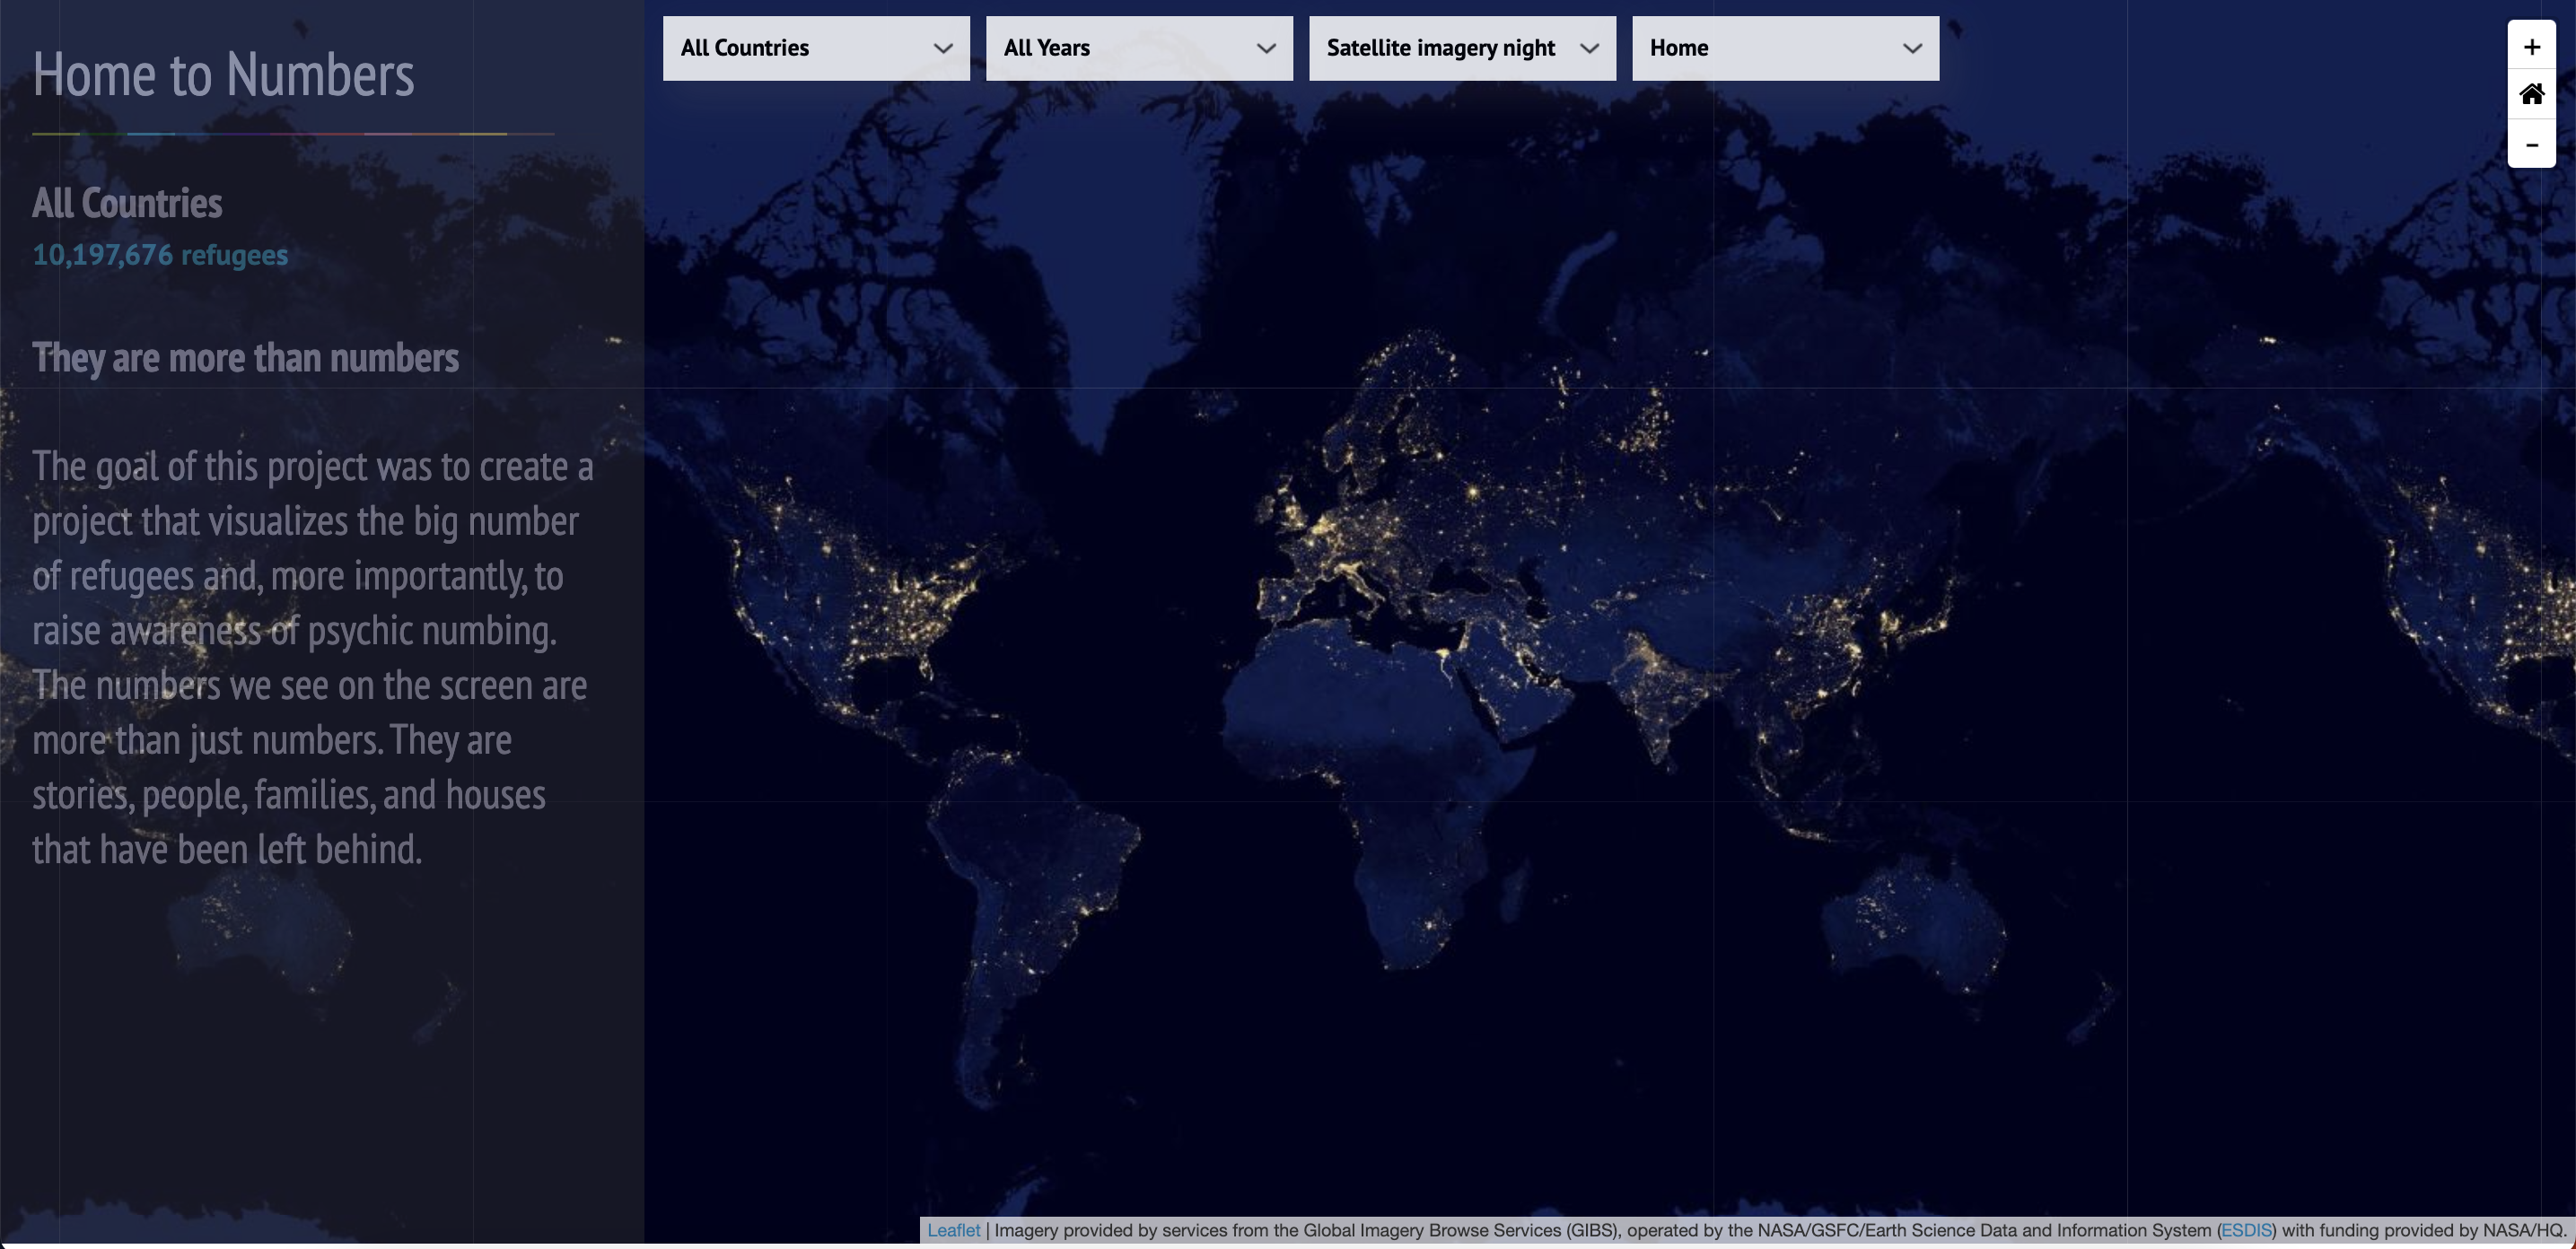 Home to Numbers
All Countries
10,197,676 refugees
They are more than numbers
The goal of this project was to create a
project that visualizes the big number
of refugees and, more importantly, to
raise awareness of psychic numbing.
The numbers we see on the screen are
more than just numbers. They are
stories, people, families, and houses
that have been left behind.
All Countries
All Years
Satellite imagery night
Home
+
-
Leaflet | Imagery provided by services from the Global Imagery Browse Services (GIBS), operated by the NASA/GSFC/Earth Science Data and Information System (ESDIS) with funding provided by NASA/HQ.